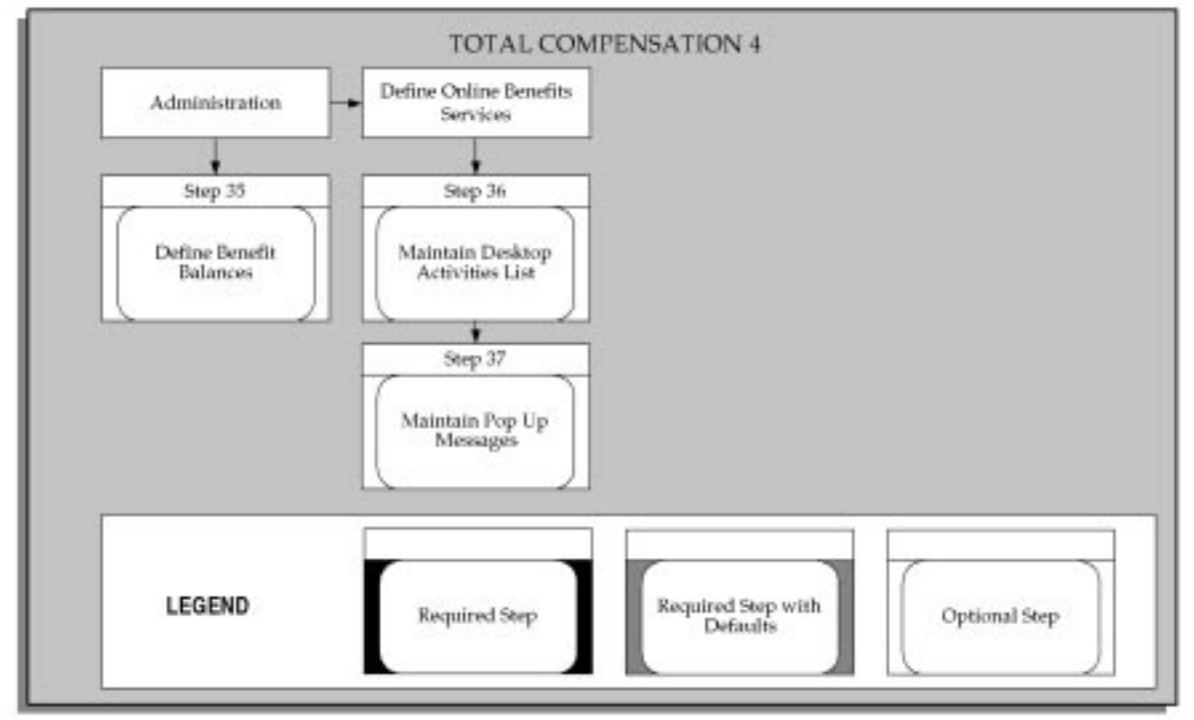 TOTAL COMPENSATION 4
Administration
Define Online Benefits
Services
Step 35
Define Benefit
Balances
Step 36
Maintain Desktop
Activities List
Step 37
Maintain Pop Up
Messages
LEGEND
Required Step
Required Step with
Defaults
Optional Step